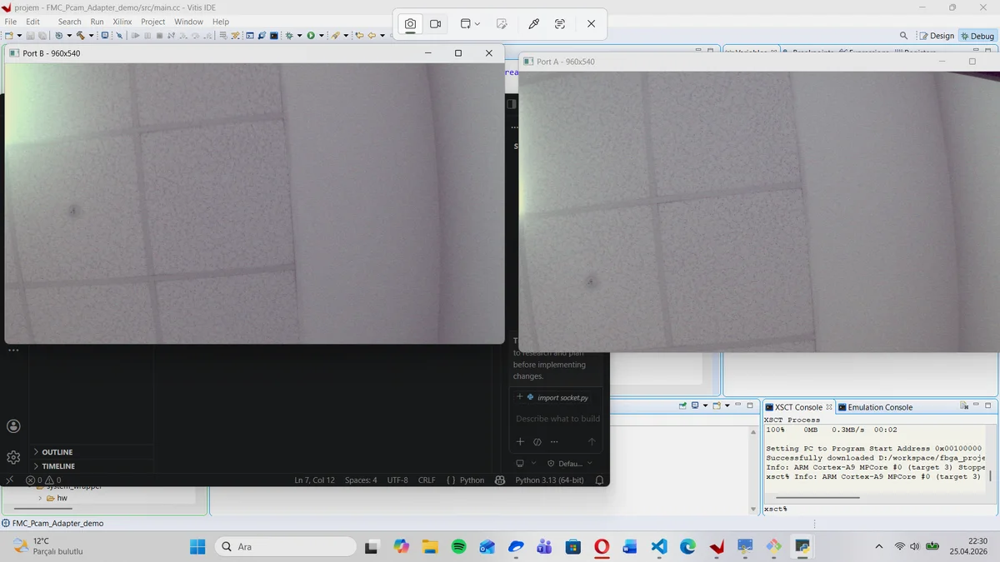 projem - FMC_Pcam_Adapter_demo/src/main.cc - Vitis IDE
File Edit Search Run Xilinx Project Window Help
Design Debug
Port B - 960x540
Port A - 960x540
to research and plan
before implementing
changes.
import socket.py
Describe what to build
Defau...
OUTLINE
TIMELINE
0 0
Ln 7, Col 12 Spaces: 4 UTF-8 CRLF { } Python Python 3.13 (64-bit)
hw
XSCT Console Emulation Console
XSCT Process
100% 0MB 0.3MB/s 00:02
Setting PC to Program Start Address 0x00100000
Successfully downloaded D:/workspace/fbga_proje
Info: ARM Cortex-A9 MPCore #0 (target 3) Stoppe
xsct% Info: ARM Cortex-A9 MPCore #0 (target 3)
xsct%
FMC_Pcam_Adapter_demo
12°C
Parçalı bulutlu
Ara
22:30
25.04.2026